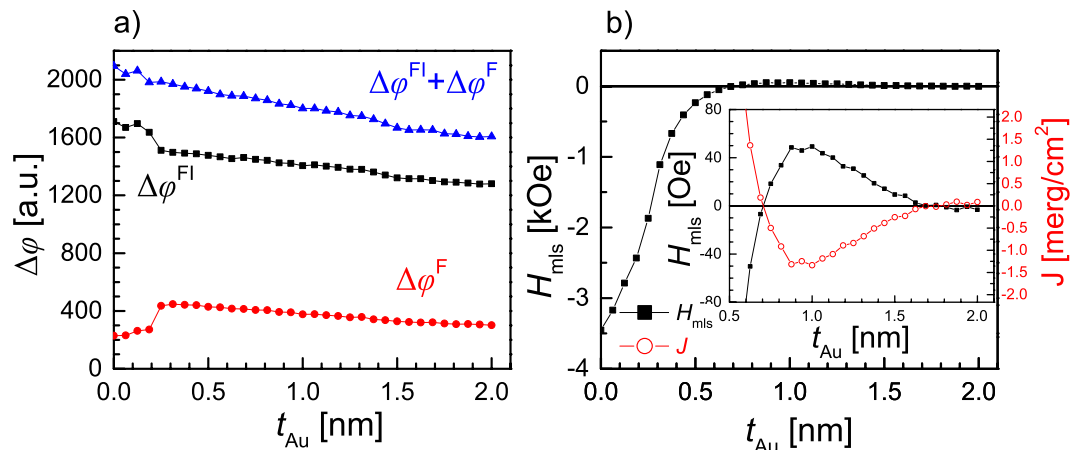 a)
2000
1600
1200
800
400
0
Δφ [a.u.]
Δφ^FI+Δφ^F
Δφ^FI
Δφ^F
0.0 0.5 1.0 1.5 2.0
t_Au [nm]
b)
0
-1
-2
-3
-4
H_mls [kOe]
H_mls
J
0.0 0.5 1.0 1.5 2.0
t_Au [nm]
80
40
0
-40
-80
H_mls [Oe]
0.5 1.0 1.5 2.0
t_Au [nm]
2.0
1.5
1.0
0.5
0.0
-0.5
-1.0
-1.5
-2.0
J [merg/cm²]